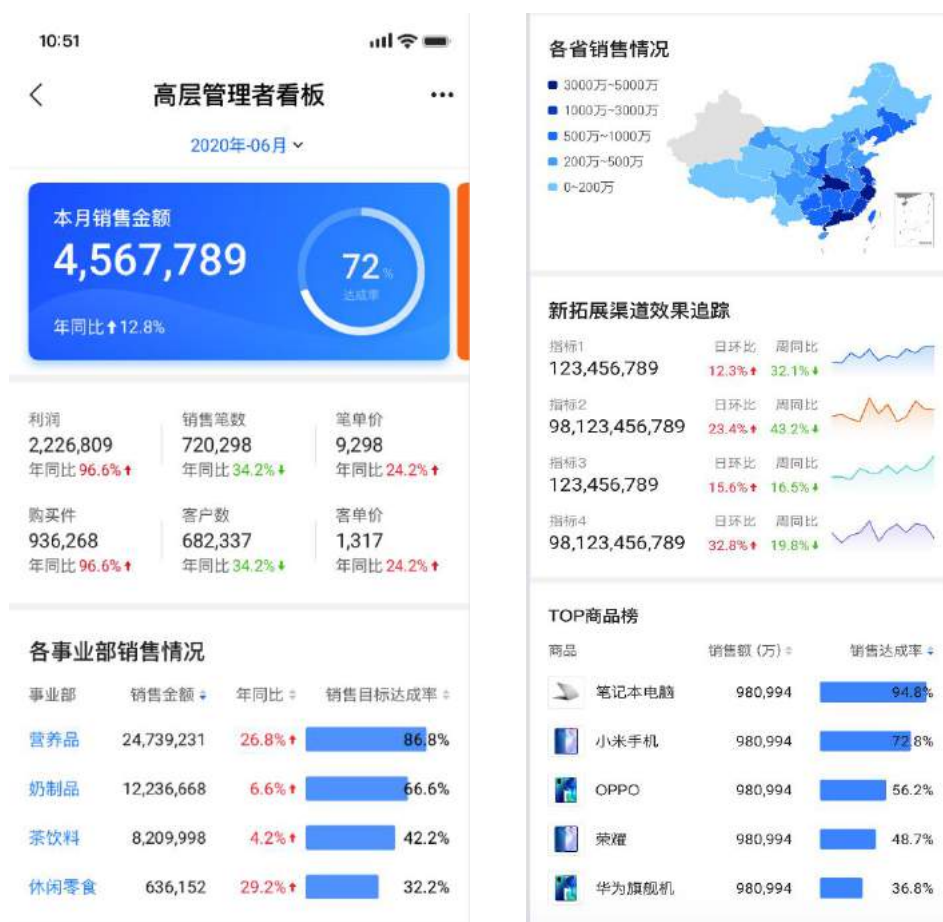 10:51
高层管理者看板
2020年-06月
本月销售金额
4,567,789
72%
达成率
年同比12.8%
利润 销售笔数 笔单价
2,226,809 720,298 9,298
年同比96.6% 年同比34.2% 年同比24.2%
购买件 客户数 客单价
936,268 682,337 1,317
年同比96.6% 年同比34.2% 年同比24.2%
各事业部销售情况
事业部 销售金额 年同比 销售目标达成率
营养品 24,739,231 26.8% 86.8%
奶制品 12,236,668 6.6% 66.6%
茶饮料 8,209,998 4.2% 42.2%
休闲零食 636,152 29.2% 32.2%
各省销售情况
3000万~5000万
1000万~3000万
500万~1000万
200万~500万
0~200万
新拓展渠道效果追踪
指标1 日环比 周同比
123,456,789 12.3% 32.1%
指标2 日环比 周同比
98,123,456,789 23.4% 43.2%
指标3 日环比 周同比
123,456,789 15.6% 16.5%
指标4 日环比 周同比
98,123,456,789 32.8% 19.8%
TOP商品榜
商品 销售额 (万) 销售达成率
笔记本电脑 980,994 94.8%
小米手机 980,994 72.8%
OPPO 980,994 56.2%
荣耀 980,994 48.7%
华为旗舰机 980,994 36.8%